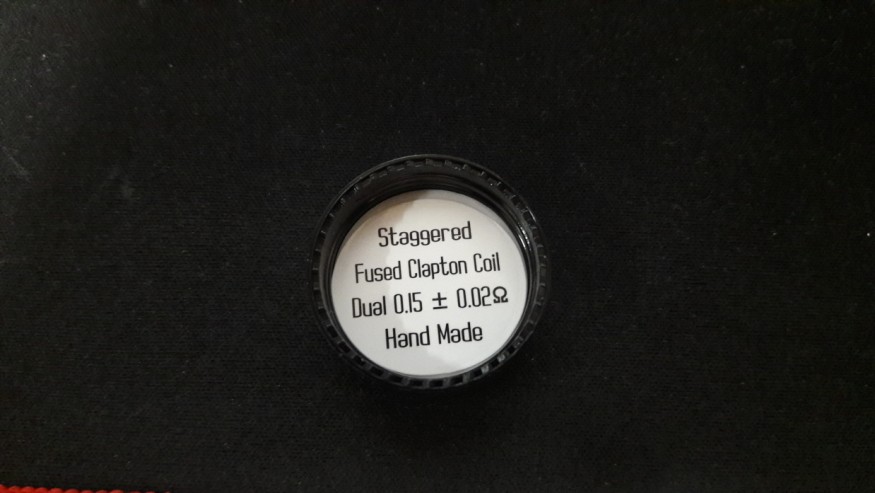 Staggered
Fused Clapton Coil
Dual 0.15 ± 0.02Ω
Hand Made